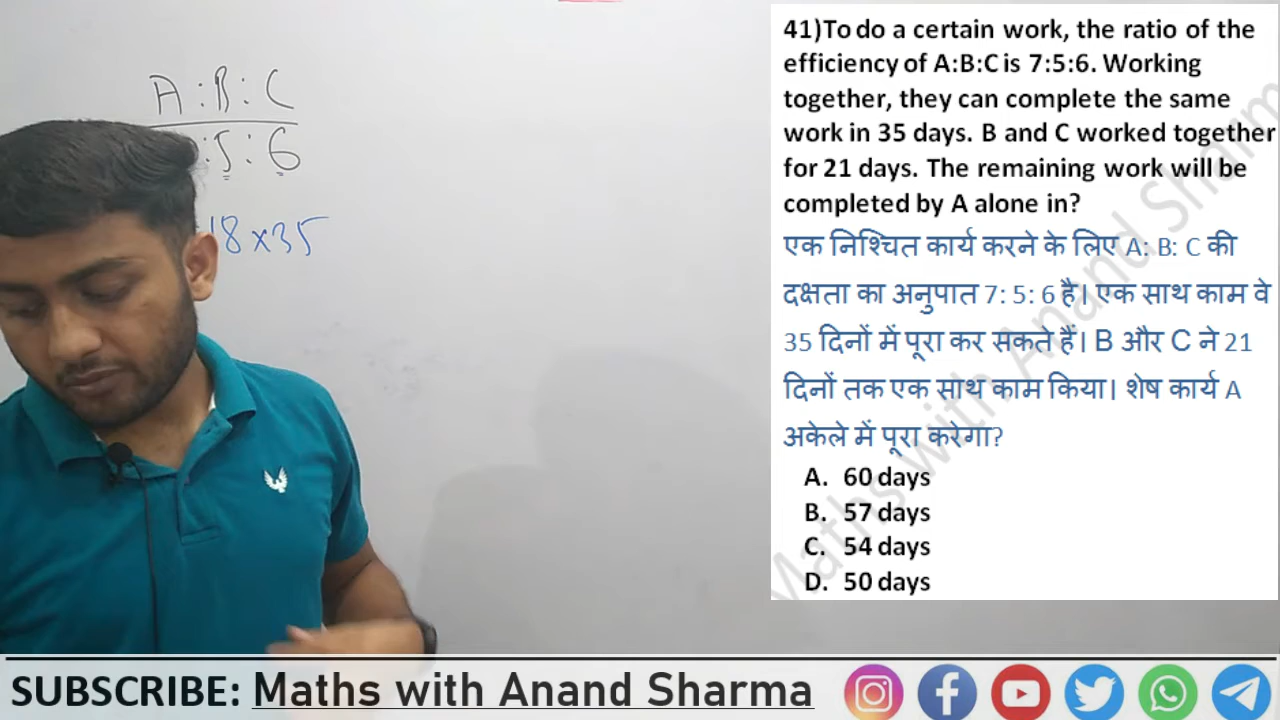 A : B : C
: 5 : 6
18 x 35
41)To do a certain work, the ratio of the
efficiency of A:B:C is 7:5:6. Working
together, they can complete the same
work in 35 days. B and C worked together
for 21 days. The remaining work will be
completed by A alone in?
एक निश्चित कार्य करने के लिए A: B: C की
दक्षता का अनुपात 7: 5: 6 है। एक साथ काम वे
35 दिनों में पूरा कर सकते हैं। B और C ने 21
दिनों तक एक साथ काम किया। शेष कार्य A
अकेले में पूरा करेगा?
A. 60 days
B. 57 days
C. 54 days
D. 50 days
Maths with Anand Sharm
SUBSCRIBE: Maths with Anand Sharma